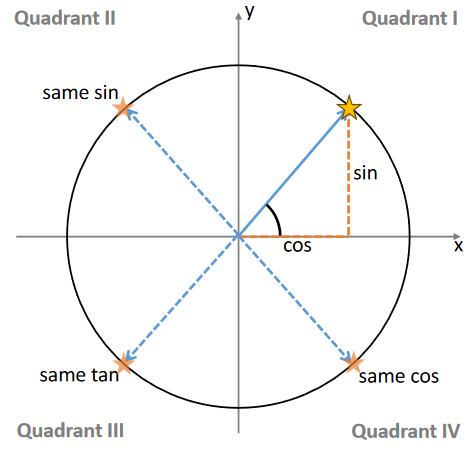 y
Quadrant II
Quadrant I
same sin
sin
cos
x
same tan
same cos
Quadrant III
Quadrant IV